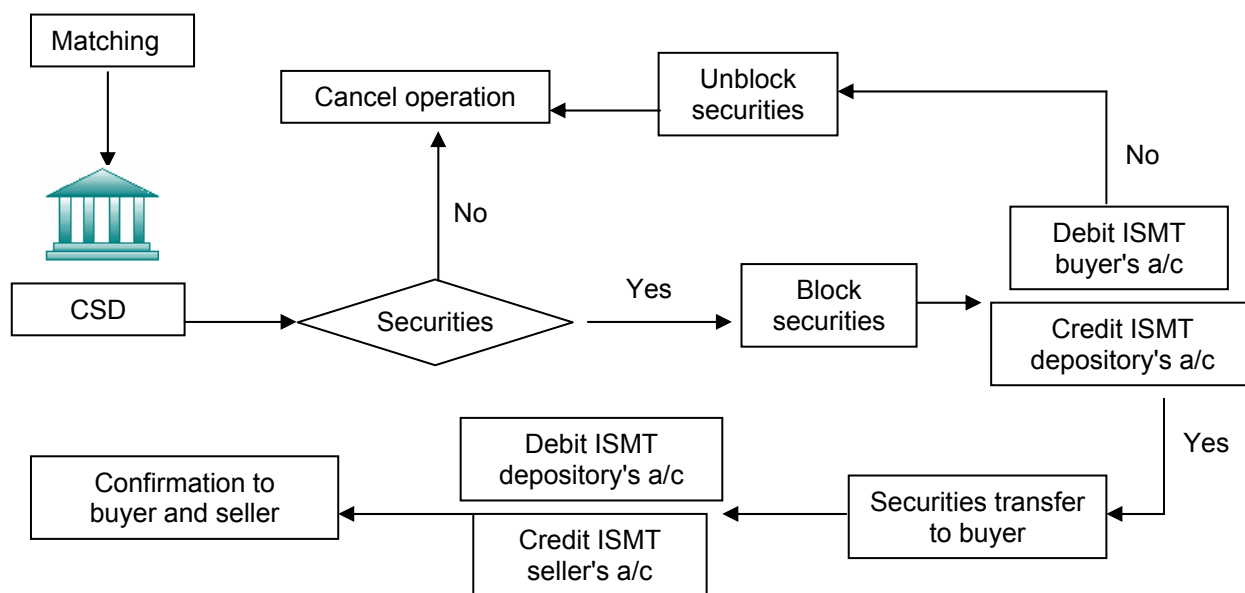 Matching
Cancel operation
Unblock
securities
No
No
Debit ISMT
buyer's a/c
CSD
Securities
Yes
Block
securities
Credit ISMT
depository's a/c
Yes
Debit ISMT
depository's a/c
Confirmation to
buyer and seller
Securities transfer
to buyer
Credit ISMT
seller's a/c